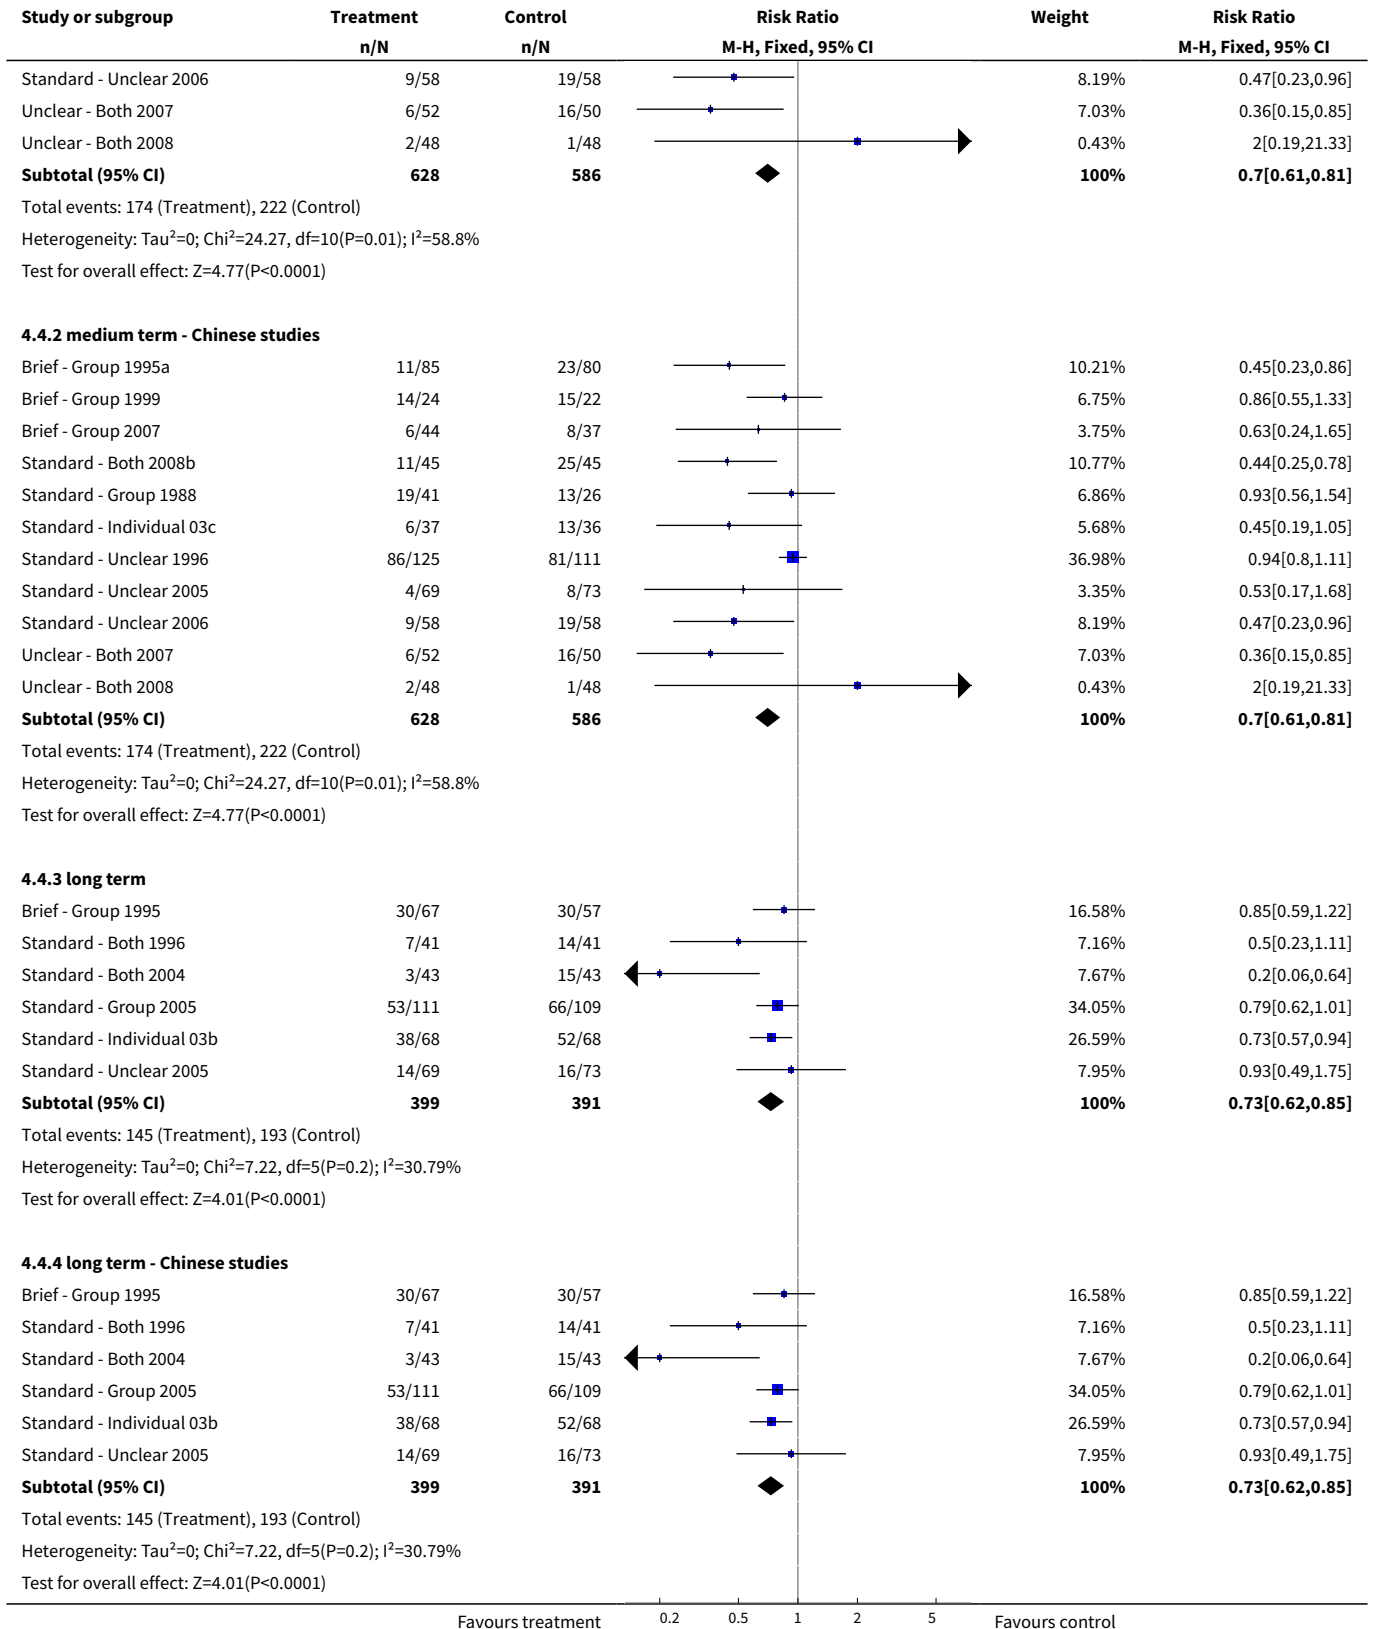 Study or subgroup Treatment Control Risk Ratio Weight Risk Ratio
n/N n/N M-H, Fixed, 95% CI M-H, Fixed, 95% CI
Standard - Unclear 2006 9/58 19/58 8.19% 0.47[0.23,0.96]
Unclear - Both 2007 6/52 16/50 7.03% 0.36[0.15,0.85]
Unclear - Both 2008 2/48 1/48 0.43% 2[0.19,21.33]
Subtotal (95% CI) 628 586 100% 0.7[0.61,0.81]
Total events: 174 (Treatment), 222 (Control)
Heterogeneity: Tau²=0; Chi²=24.27, df=10(P=0.01); I²=58.8%
Test for overall effect: Z=4.77(P<0.0001)
4.4.2 medium term - Chinese studies
Brief - Group 1995a 11/85 23/80 10.21% 0.45[0.23,0.86]
Brief - Group 1999 14/24 15/22 6.75% 0.86[0.55,1.33]
Brief - Group 2007 6/44 8/37 3.75% 0.63[0.24,1.65]
Standard - Both 2008b 11/45 25/45 10.77% 0.44[0.25,0.78]
Standard - Group 1988 19/41 13/26 6.86% 0.93[0.56,1.54]
Standard - Individual 03c 6/37 13/36 5.68% 0.45[0.19,1.05]
Standard - Unclear 1996 86/125 81/111 36.98% 0.94[0.8,1.11]
Standard - Unclear 2005 4/69 8/73 3.35% 0.53[0.17,1.68]
Standard - Unclear 2006 9/58 19/58 8.19% 0.47[0.23,0.96]
Unclear - Both 2007 6/52 16/50 7.03% 0.36[0.15,0.85]
Unclear - Both 2008 2/48 1/48 0.43% 2[0.19,21.33]
Subtotal (95% CI) 628 586 100% 0.7[0.61,0.81]
Total events: 174 (Treatment), 222 (Control)
Heterogeneity: Tau²=0; Chi²=24.27, df=10(P=0.01); I²=58.8%
Test for overall effect: Z=4.77(P<0.0001)
4.4.3 long term
Brief - Group 1995 30/67 30/57 16.58% 0.85[0.59,1.22]
Standard - Both 1996 7/41 14/41 7.16% 0.5[0.23,1.11]
Standard - Both 2004 3/43 15/43 7.67% 0.2[0.06,0.64]
Standard - Group 2005 53/111 66/109 34.05% 0.79[0.62,1.01]
Standard - Individual 03b 38/68 52/68 26.59% 0.73[0.57,0.94]
Standard - Unclear 2005 14/69 16/73 7.95% 0.93[0.49,1.75]
Subtotal (95% CI) 399 391 100% 0.73[0.62,0.85]
Total events: 145 (Treatment), 193 (Control)
Heterogeneity: Tau²=0; Chi²=7.22, df=5(P=0.2); I²=30.79%
Test for overall effect: Z=4.01(P<0.0001)
4.4.4 long term - Chinese studies
Brief - Group 1995 30/67 30/57 16.58% 0.85[0.59,1.22]
Standard - Both 1996 7/41 14/41 7.16% 0.5[0.23,1.11]
Standard - Both 2004 3/43 15/43 7.67% 0.2[0.06,0.64]
Standard - Group 2005 53/111 66/109 34.05% 0.79[0.62,1.01]
Standard - Individual 03b 38/68 52/68 26.59% 0.73[0.57,0.94]
Standard - Unclear 2005 14/69 16/73 7.95% 0.93[0.49,1.75]
Subtotal (95% CI) 399 391 100% 0.73[0.62,0.85]
Total events: 145 (Treatment), 193 (Control)
Heterogeneity: Tau²=0; Chi²=7.22, df=5(P=0.2); I²=30.79%
Test for overall effect: Z=4.01(P<0.0001)
Favours treatment 0.2 0.5 1 2 5 Favours control